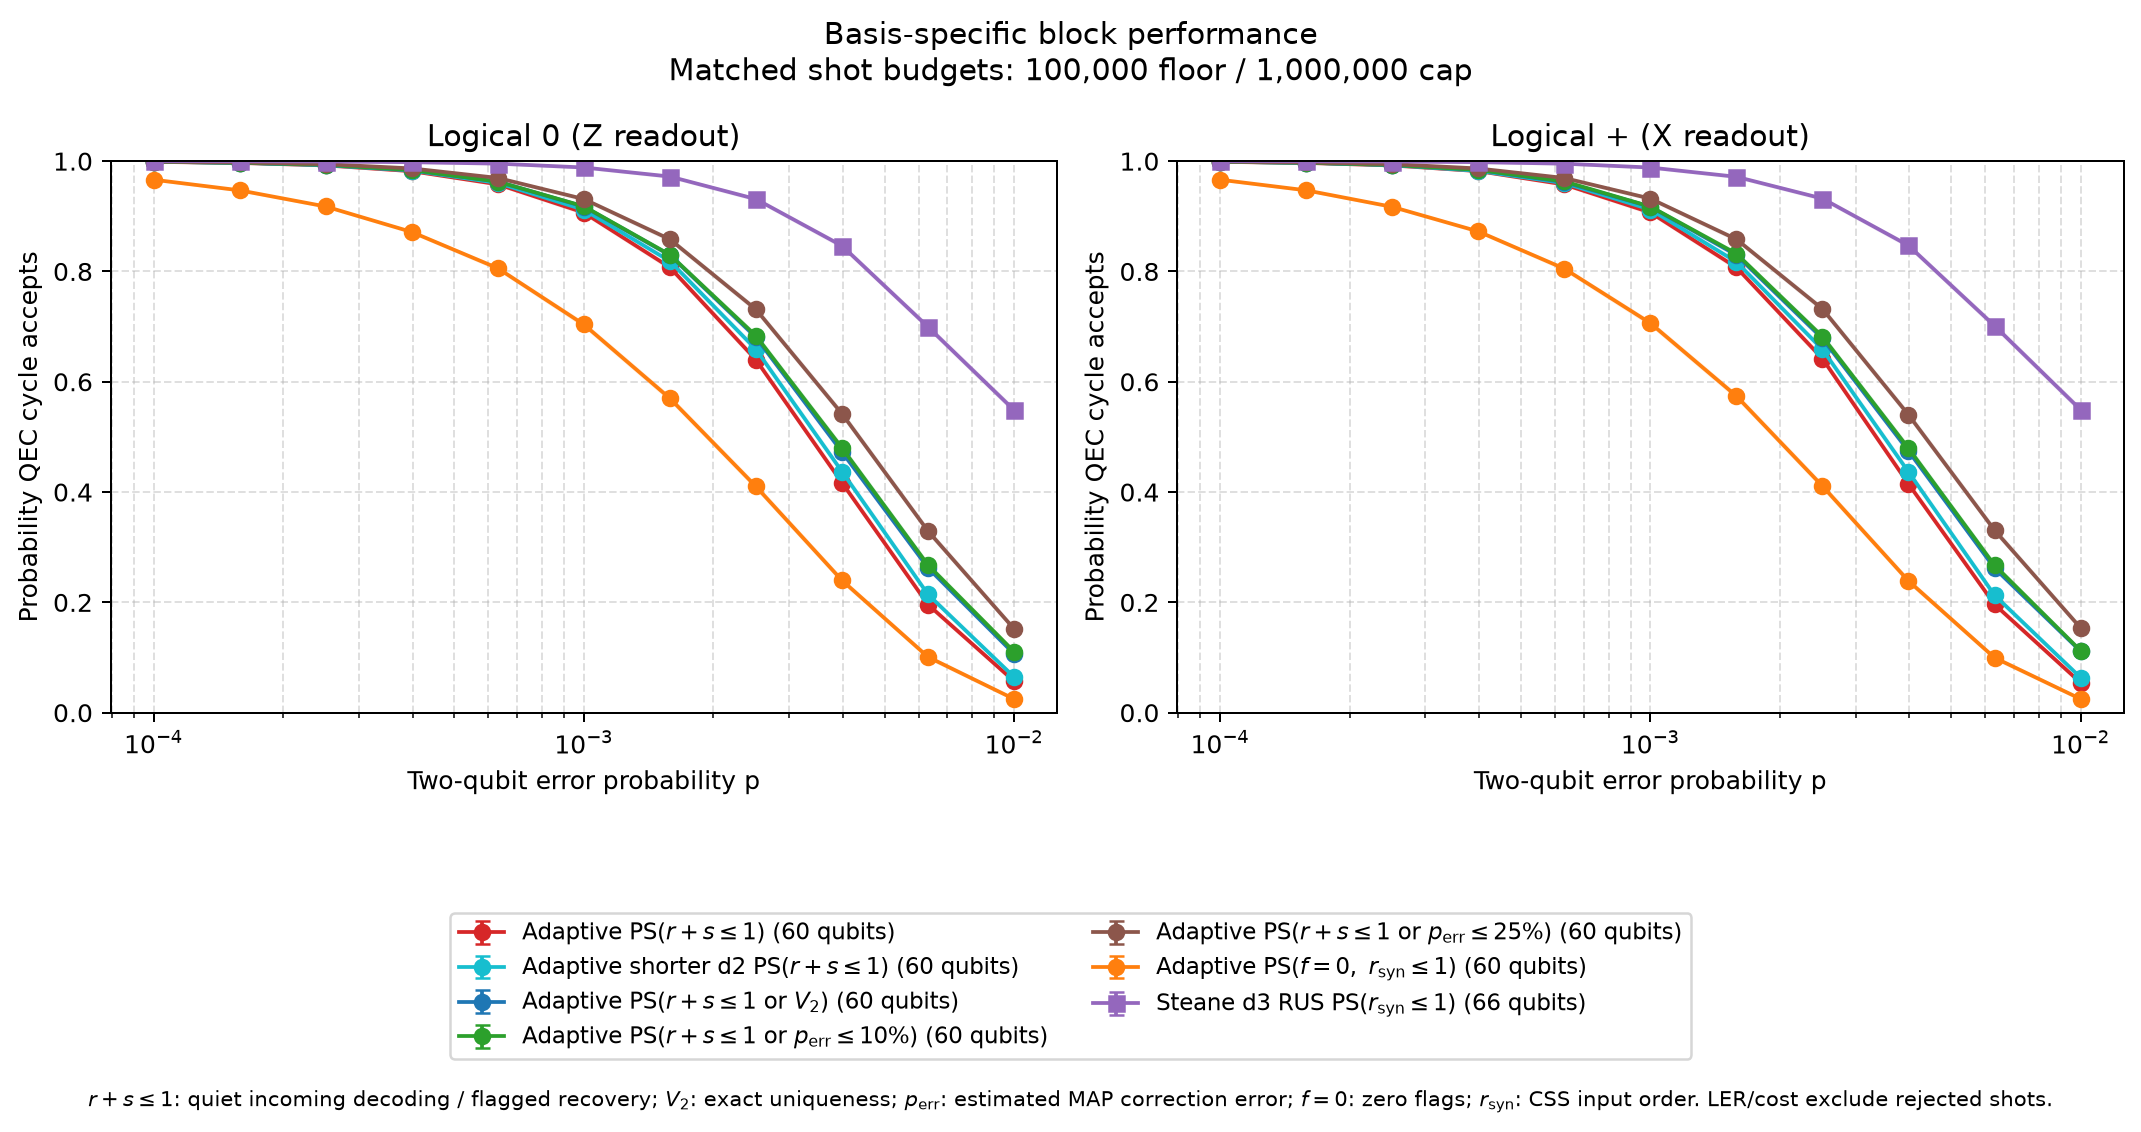 Basis-specific block performance
Matched shot budgets: 100,000 floor / 1,000,000 cap
Logical 0 (Z readout)
Probability QEC cycle accepts
1.0
0.8
0.6
0.4
0.2
0.0
10⁻⁴
10⁻³
10⁻²
Two-qubit error probability p
Logical + (X readout)
Probability QEC cycle accepts
1.0
0.8
0.6
0.4
0.2
0.0
10⁻⁴
10⁻³
10⁻²
Two-qubit error probability p
Adaptive PS(r + s ≤ 1) (60 qubits)
Adaptive shorter d2 PS(r + s ≤ 1) (60 qubits)
Adaptive PS(r + s ≤ 1 or V₂) (60 qubits)
Adaptive PS(r + s ≤ 1 or p_err ≤ 10%) (60 qubits)
Adaptive PS(r + s ≤ 1 or p_err ≤ 25%) (60 qubits)
Adaptive PS(f = 0, r_syn ≤ 1) (60 qubits)
Steane d3 RUS PS(r_syn ≤ 1) (66 qubits)
r + s ≤ 1: quiet incoming decoding / flagged recovery; V₂: exact uniqueness; p_err: estimated MAP correction error; f = 0: zero flags; r_syn: CSS input order. LER/cost exclude rejected shots.